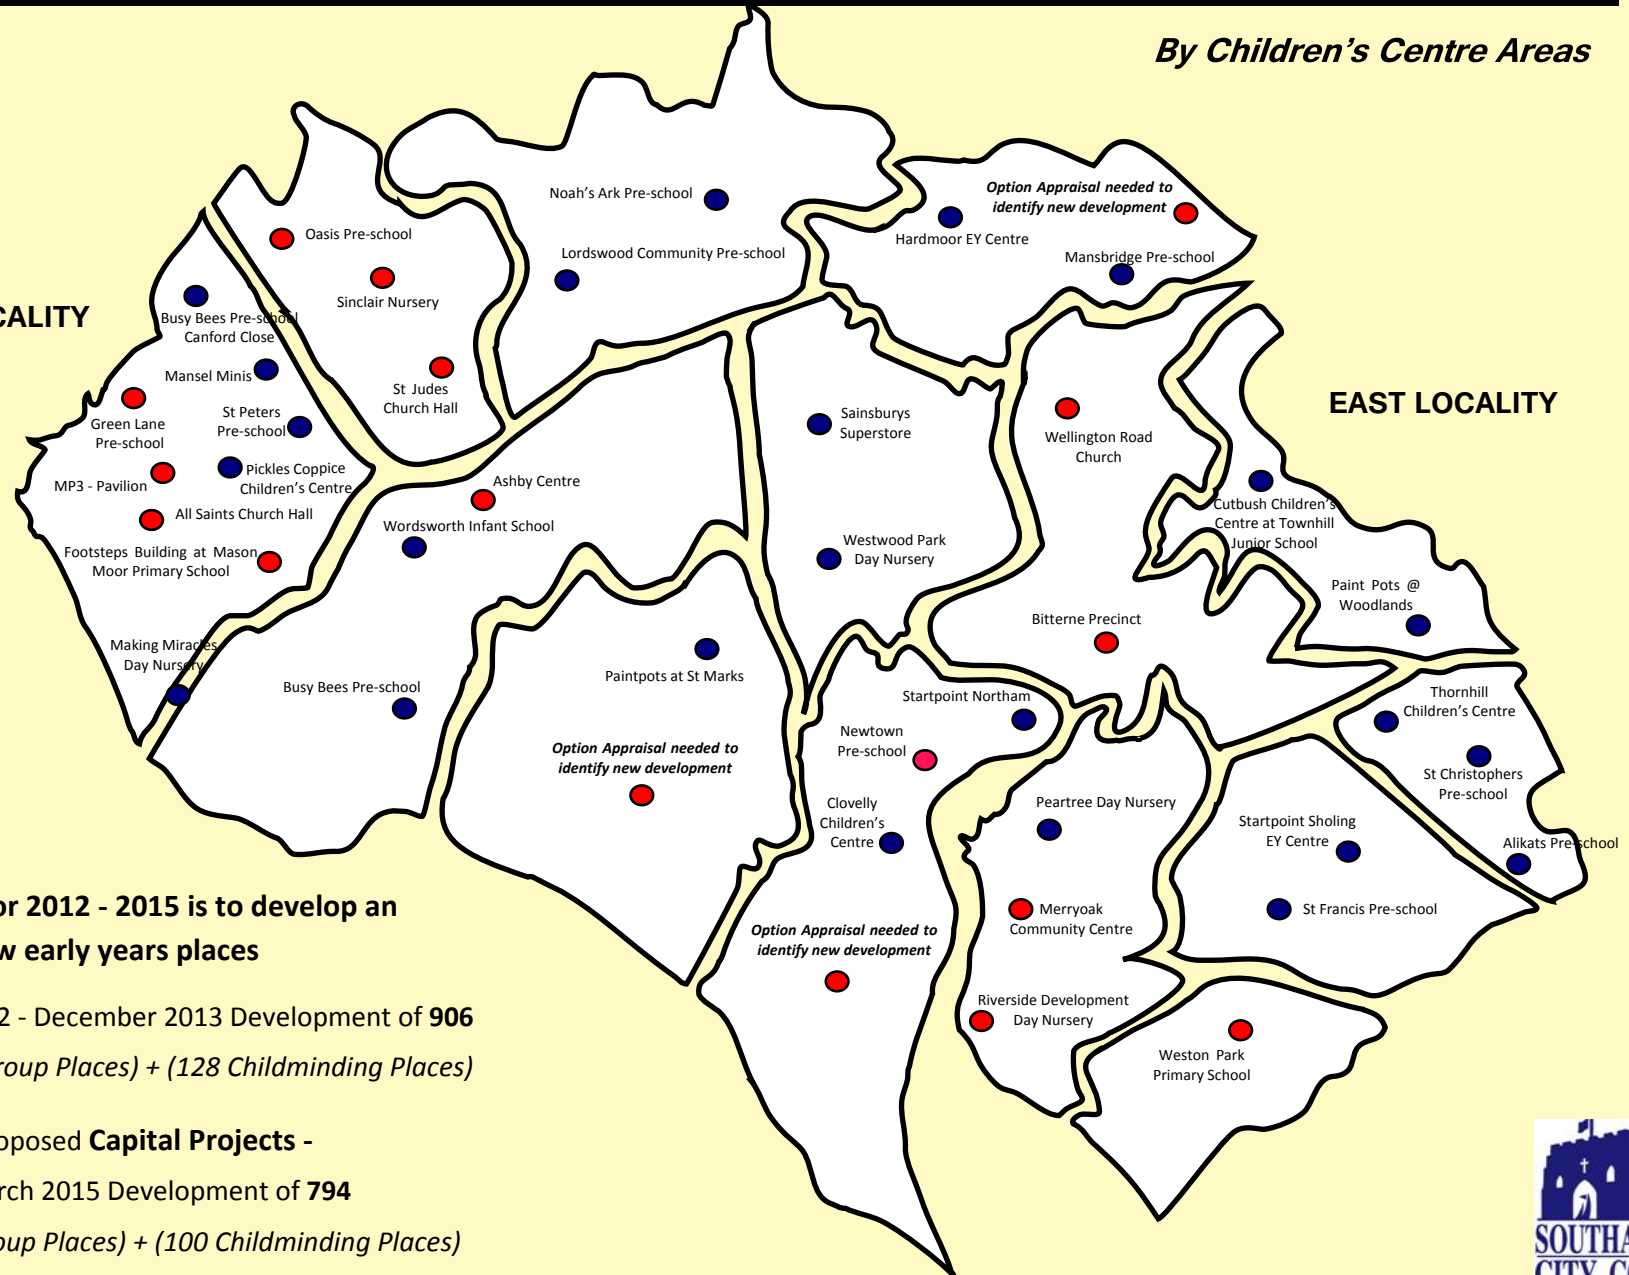 By Children's Centre Areas
Noah's Ark Pre-school
Lordswood Community Pre-school
Option Appraisal needed to
identify new development
Hardmoor EY Centre
Mansbridge Pre-school
Oasis Pre-school
Sinclair Nursery
St Judes
Church Hall
CALITY
Busy Bees Pre-school
Canford Close
Mansel Minis
Green Lane
Pre-school
St Peters
Pre-school
MP3 - Pavilion
Pickles Coppice
Children's Centre
All Saints Church Hall
Footsteps Building at Mason
Moor Primary School
Making Miracles
Day Nursery
Ashby Centre
Wordsworth Infant School
Busy Bees Pre-school
Sainsburys
Superstore
Westwood Park
Day Nursery
EAST LOCALITY
Wellington Road
Church
Cutbush Children's
Centre at Townhill
Junior School
Paint Pots @
Woodlands
Bitterne Precinct
Paintpots at St Marks
Option Appraisal needed to
identify new development
Startpoint Northam
Newtown
Pre-school
Clovelly
Children's
Centre
Option Appraisal needed to
identify new development
Thornhill
Children's Centre
St Christophers
Pre-school
Alikats Pre-school
Peartree Day Nursery
Startpoint Sholing
EY Centre
St Francis Pre-school
Merryoak
Community Centre
Riverside Development
Day Nursery
Weston Park
Primary School
or 2012 - 2015 is to develop an
w early years places
2 - December 2013 Development of 906
roup Places) + (128 Childminding Places)
oposed Capital Projects -
rch 2015 Development of 794
oup Places) + (100 Childminding Places)
SOUTHA
CITY CO